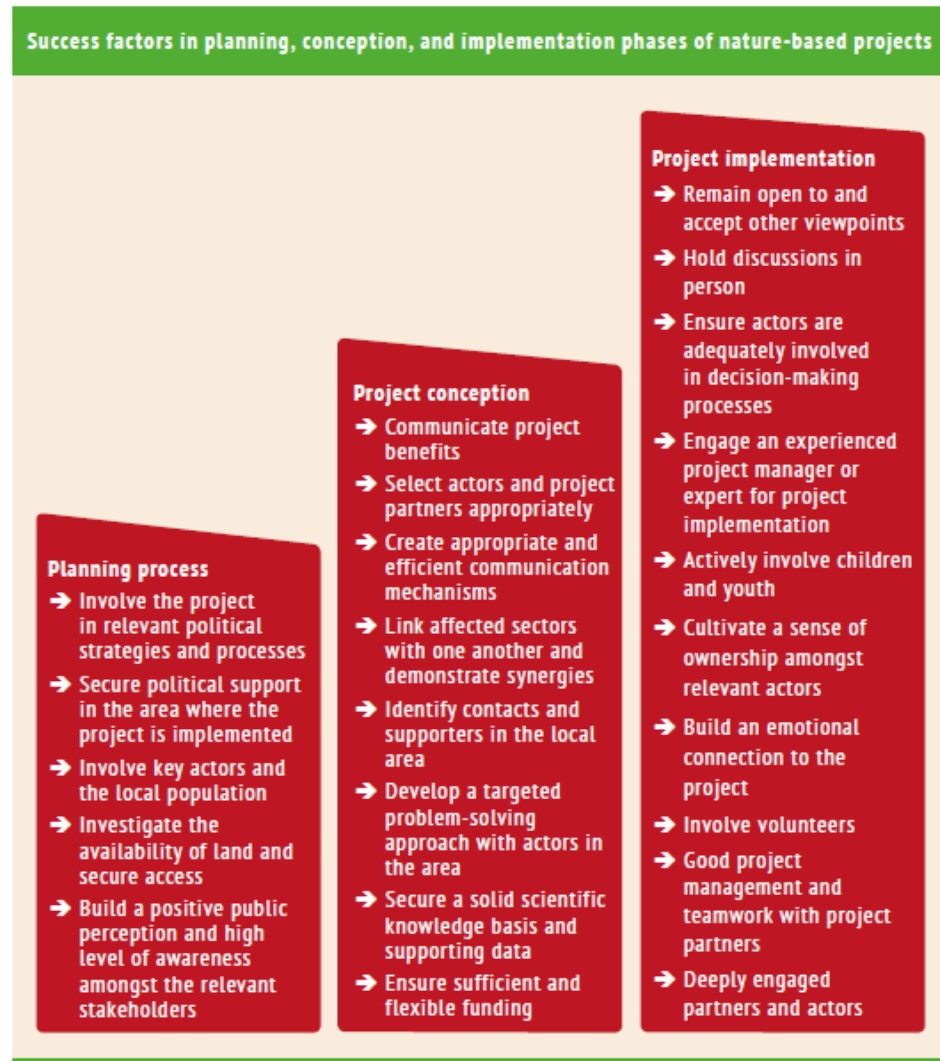 Success factors in planning, conception, and implementation phases of nature-based projects
Planning process
➔ Involve the project
in relevant political
strategies and processes
➔ Secure political support
in the area where the
project is implemented
➔ Involve key actors and
the local population
➔ Investigate the
availability of land and
secure access
➔ Build a positive public
perception and high
level of awareness
amongst the relevant
stakeholders
Project conception
➔ Communicate project
benefits
➔ Select actors and project
partners appropriately
➔ Create appropriate and
efficient communication
mechanisms
➔ Link affected sectors
with one another and
demonstrate synergies
➔ Identify contacts and
supporters in the local
area
➔ Develop a targeted
problem-solving
approach with actors in
the area
➔ Secure a solid scientific
knowledge basis and
supporting data
➔ Ensure sufficient and
flexible funding
Project implementation
➔ Remain open to and
accept other viewpoints
➔ Hold discussions in
person
➔ Ensure actors are
adequately involved
in decision-making
processes
➔ Engage an experienced
project manager or
expert for project
implementation
➔ Actively involve children
and youth
➔ Cultivate a sense of
ownership amongst
relevant actors
➔ Build an emotional
connection to the
project
➔ Involve volunteers
➔ Good project
management and
teamwork with project
partners
➔ Deeply engaged
partners and actors